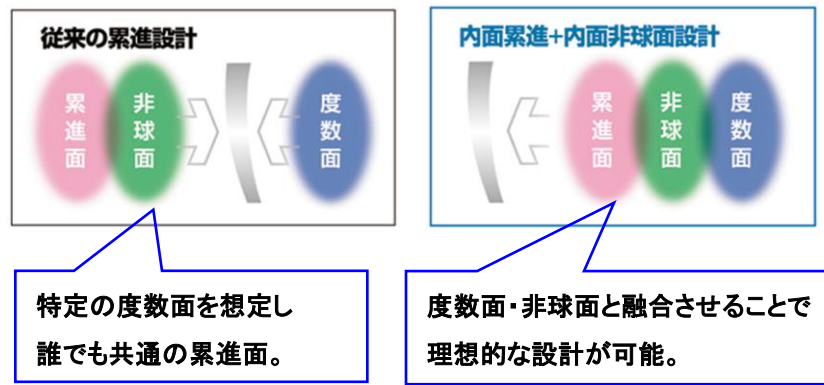 従来の累進設計
累進面
非球面
度数面
特定の度数面を想定し
誰でも共通の累進面。
内面累進+内面非球面設計
累進面
非球面
度数面
度数面・非球面と融合させることで
理想的な設計が可能。